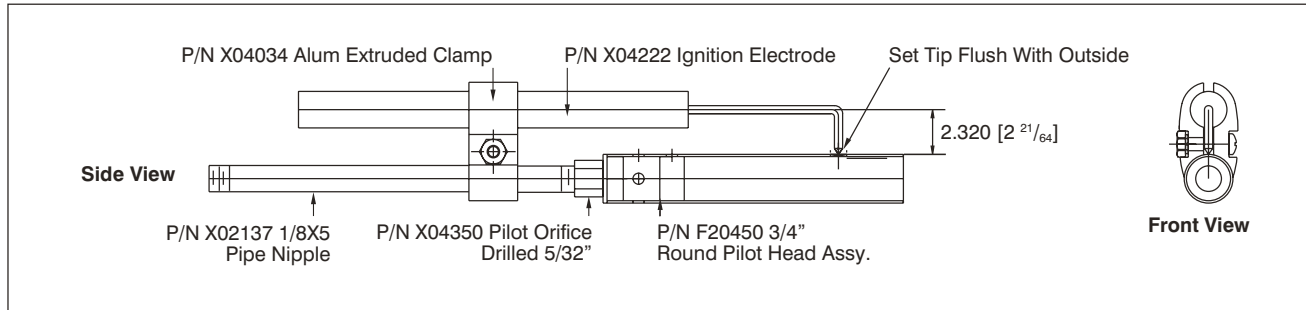 P/N X04034 Alum Extruded Clamp
P/N X04222 Ignition Electrode
Set Tip Flush With Outside
2.320 [2 21/64]
Side View
P/N X02137 1/8X5
Pipe Nipple
P/N X04350 Pilot Orifice
Drilled 5/32”
P/N F20450 3/4”
Round Pilot Head Assy.
Front View